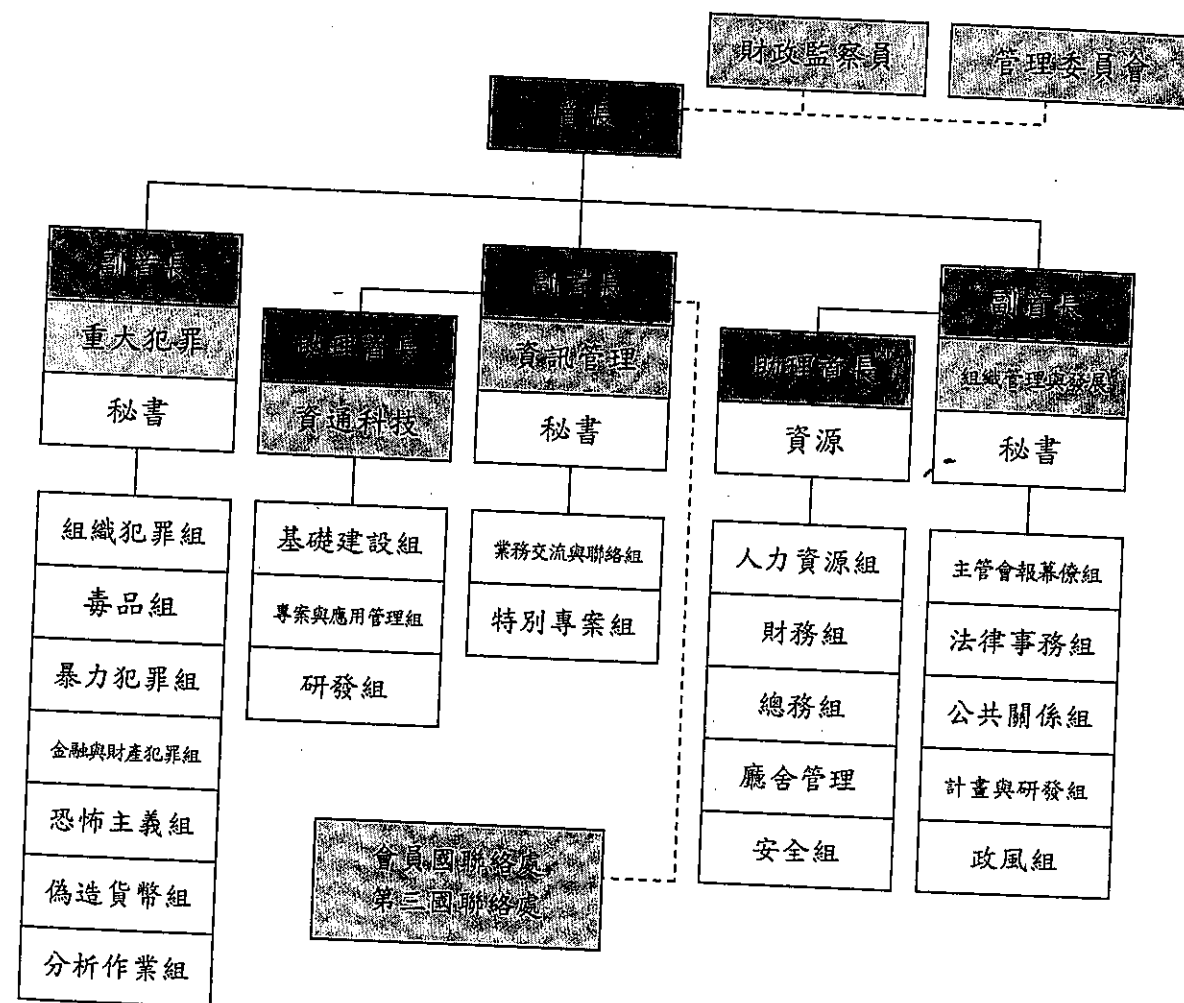 財政監察員
管理委員會
首長
副首長
重大犯罪
秘書
組織犯罪組
毒品組
暴力犯罪組
金融與財產犯罪組
恐怖主義組
偽造貨幣組
分析作業組
助理首長
資通科技
基礎建設組
專案與應用管理組
研發組
副首長
資訊管理
秘書
業務交流與聯絡組
特別專案組
會員國聯絡處
第三國聯絡處
助理首長
資源
人力資源組
財務組
總務組
廳舍管理
安全組
副首長
組織管理與發展
秘書
主管會報幕僚組
法律事務組
公共關係組
計畫與研發組
政風組